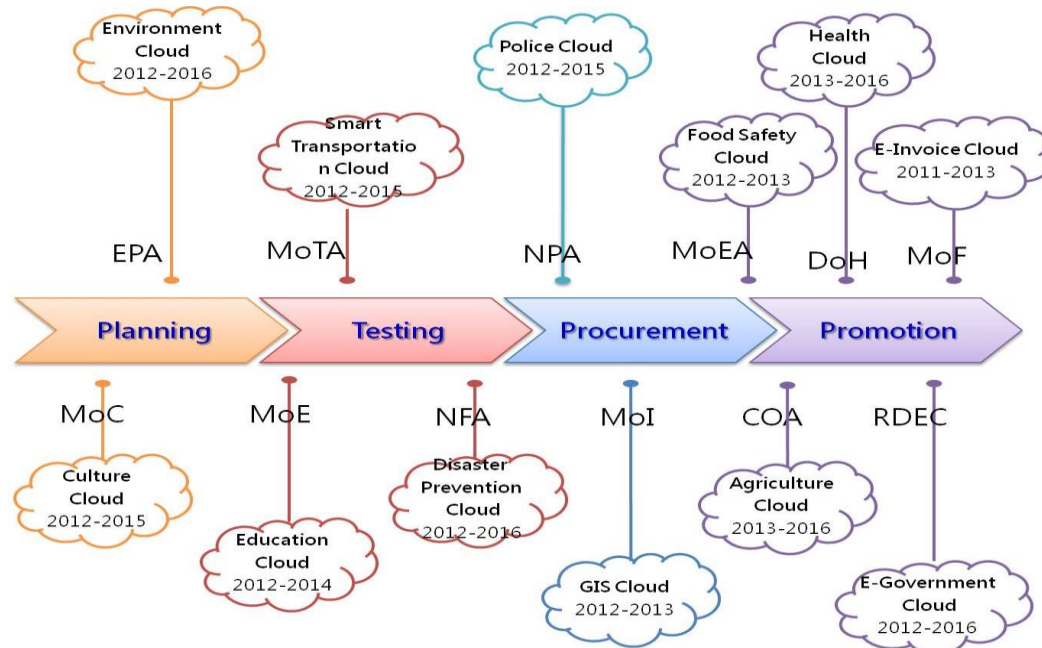 Environment
Cloud
2012-2016
Police Cloud
2012-2015
Health
Cloud
2013-2016
Smart
Transportatio
n Cloud
2012-2015
Food Safety
Cloud
2012-2013
E-Invoice Cloud
2011-2013
EPA
MoTA
NPA
MoEA
DoH
MoF
Planning
Testing
Procurement
Promotion
MoC
MoE
NFA
MoI
COA
RDEC
Culture
Cloud
2012-2015
Disaster
Prevention
Cloud
2012-2016
Agriculture
Cloud
2013-2016
Education
Cloud
2012-2014
GIS Cloud
2012-2013
E-Government
Cloud
2012-2016